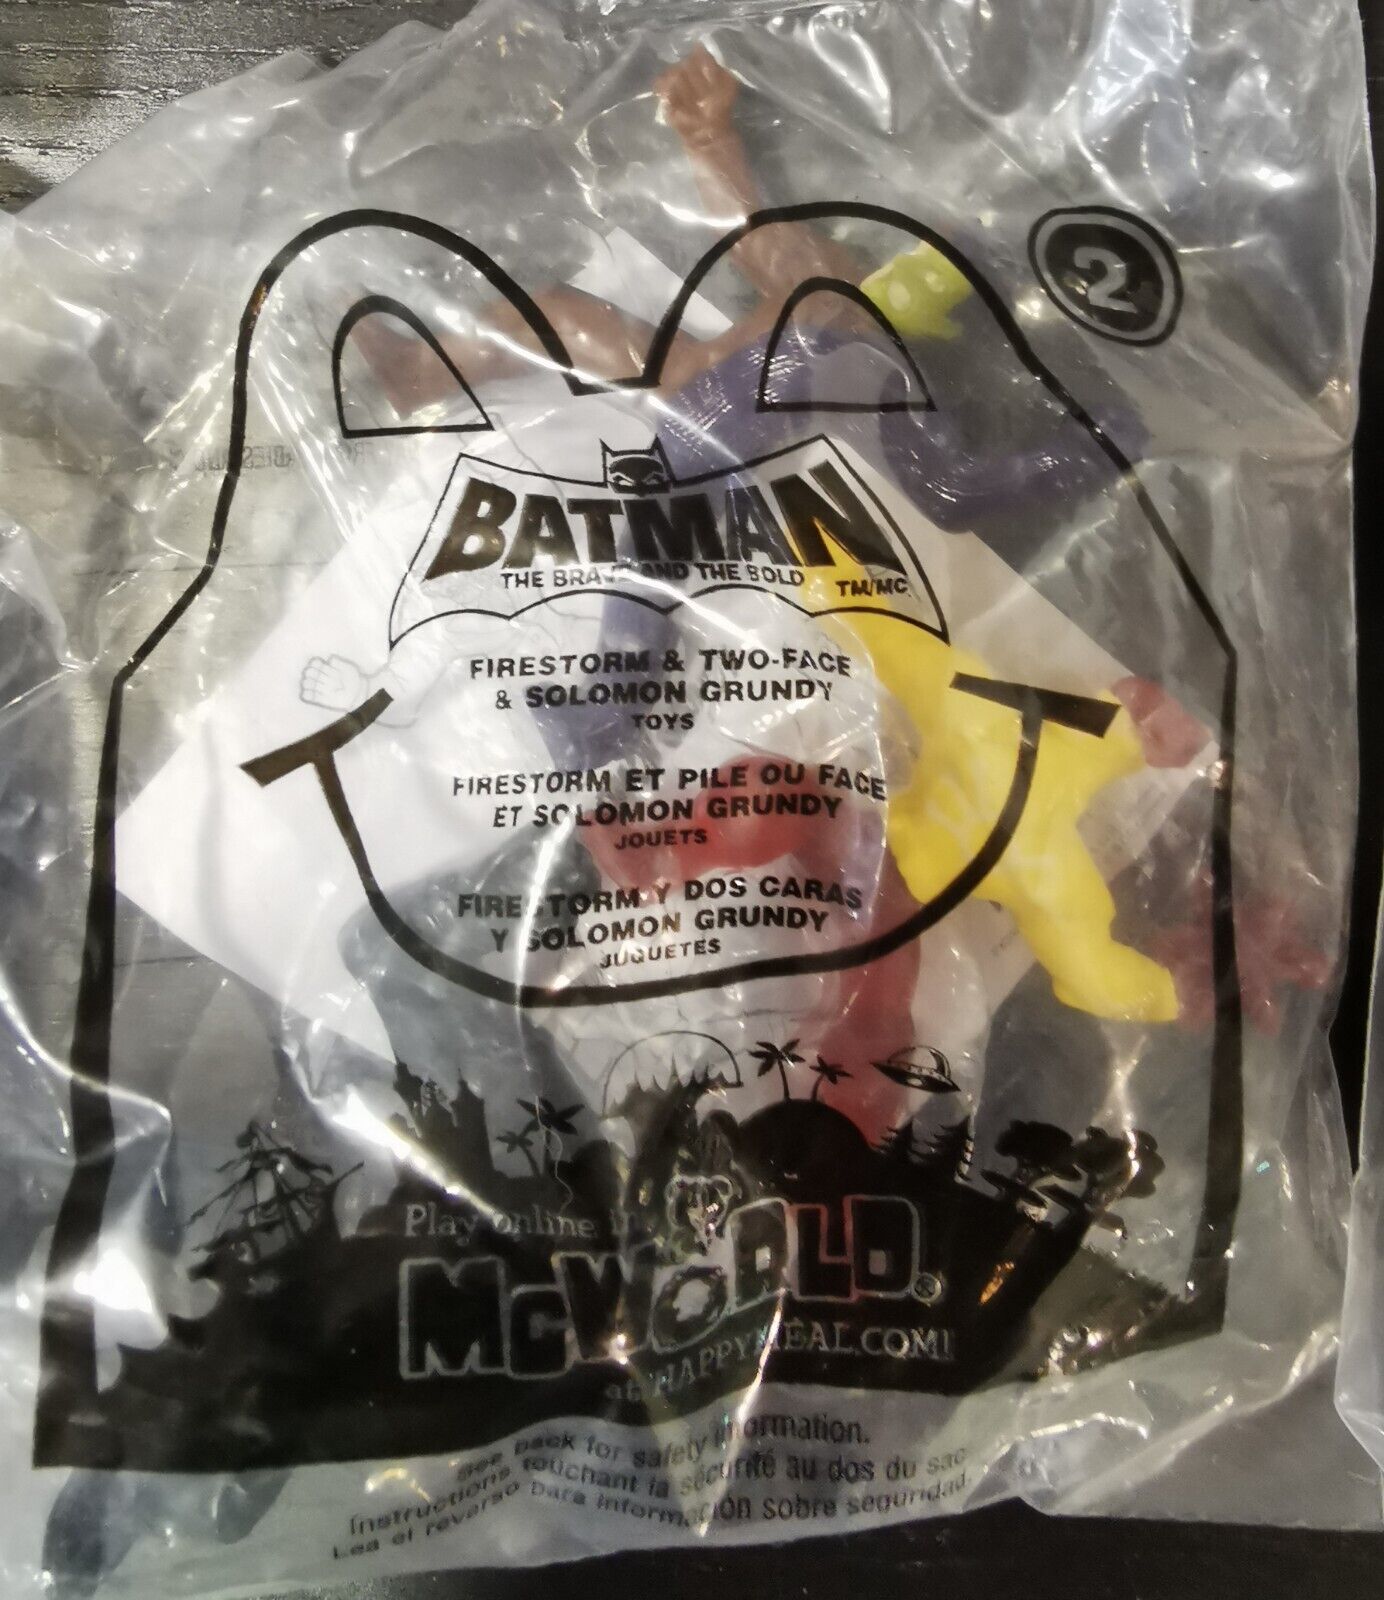 2
BATMAN
THE BRAVE AND THE BOLD TM/MC
FIRESTORM & TWO-FACE
& SOLOMON GRUNDY
TOYS
FIRESTORM ET PILE OU FACE
ET SOLOMON GRUNDY
JOUETS
FIRESTORM Y DOS CARAS
Y SOLOMON GRUNDY
JUGUETES
Play online in
McWORLD®
at HAPPYMEAL.COM!
See back for safety information.
Instructions touchant la sécurité au dos du sac.
Lea el reverso para información sobre seguridad.